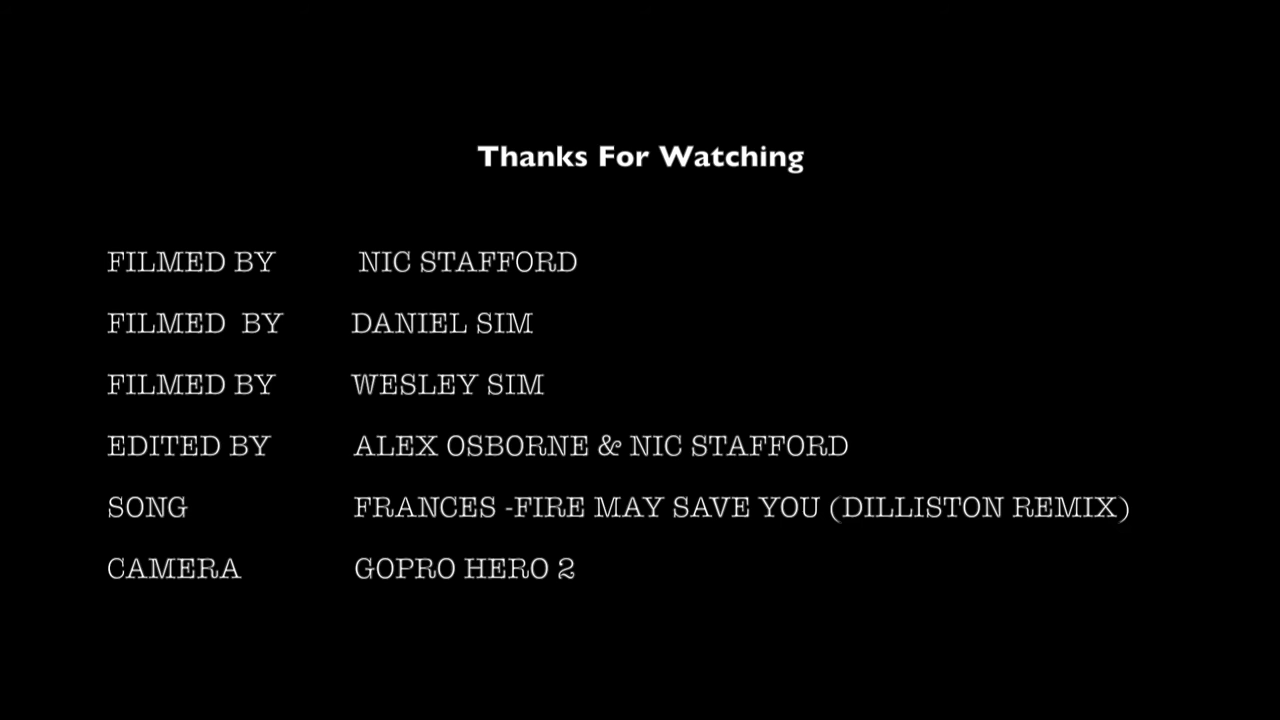 Thanks For Watching
FILMED BY NIC STAFFORD
FILMED BY DANIEL SIM
FILMED BY WESLEY SIM
EDITED BY ALEX OSBORNE & NIC STAFFORD
SONG FRANCES -FIRE MAY SAVE YOU (DILLISTON REMIX)
CAMERA GOPRO HERO 2